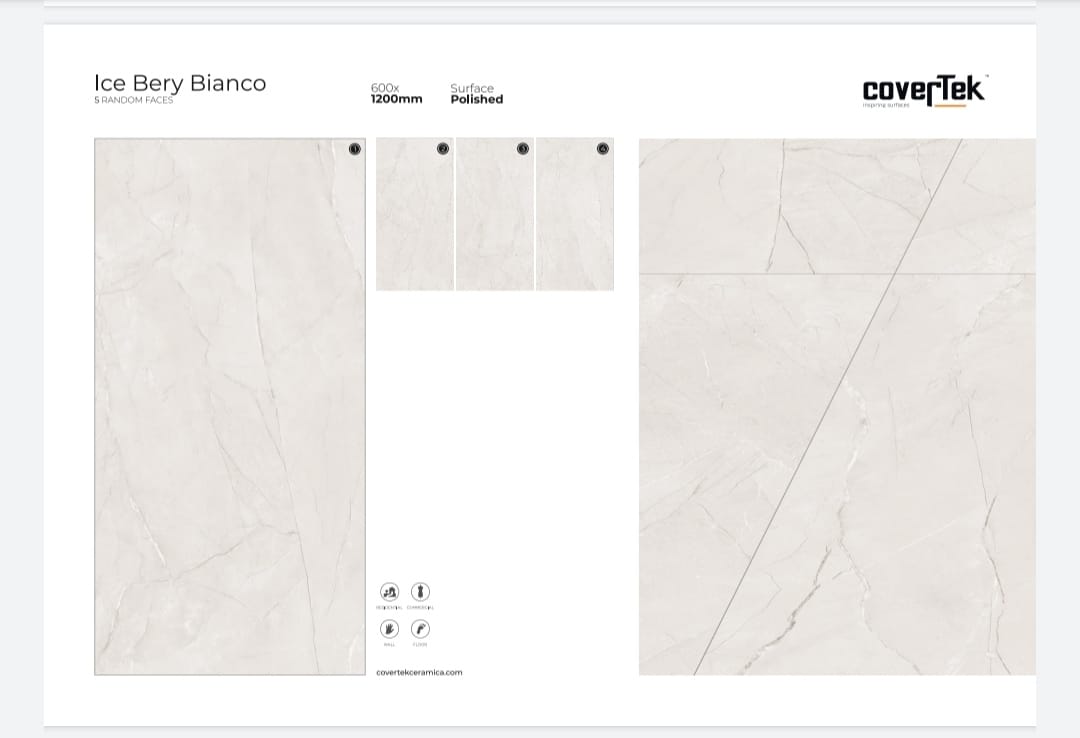 Ice Bery Bianco
5 RANDOM FACES
600x
1200mm
Surface
Polished
coverTek
inspiring surfaces
1
2
3
4
RESIDENTIAL
COMMERCIAL
WALL
FLOOR
covertekceramica.com